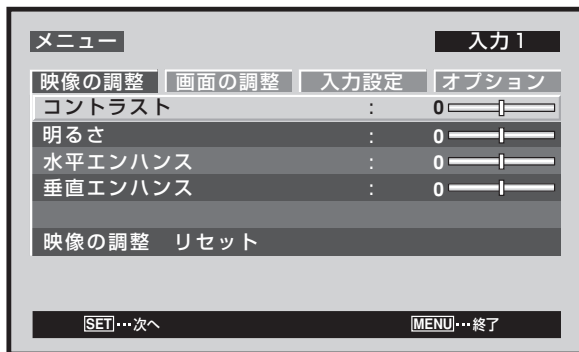 メニュー 入力1
映像の調整 画面の調整 入力設定 オプション
コントラスト : 0
明るさ : 0
水平エンハンス : 0
垂直エンハンス : 0
映像の調整 リセット
SET･･･次へ MENU･･･終了